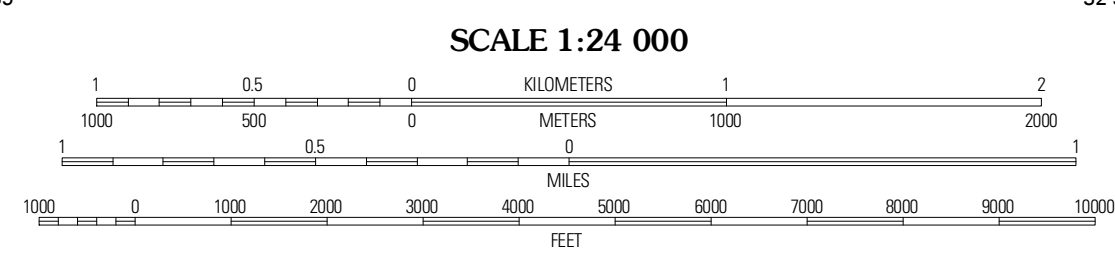 SCALE 1:24 000
1 0.5 0 KILOMETERS 1 2
1000 500 0 METERS 1000 2000
1 0.5 0 1
MILES
1000 0 1000 2000 3000 4000 5000 6000 7000 8000 9000 10000
FEET